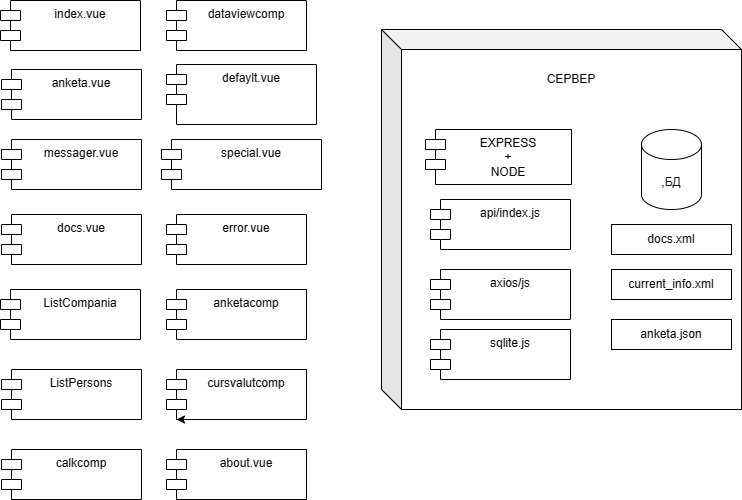 index.vue
dataviewcomp
anketa.vue
defaylt.vue
messager.vue
special.vue
docs.vue
error.vue
ListCompania
anketacomp
ListPersons
cursvalutcomp
calkcomp
about.vue
СЕРВЕР
EXPRESS
+
NODE
api/index.js
axios/js
sqlite.js
,БД
docs.xml
current_info.xml
anketa.json